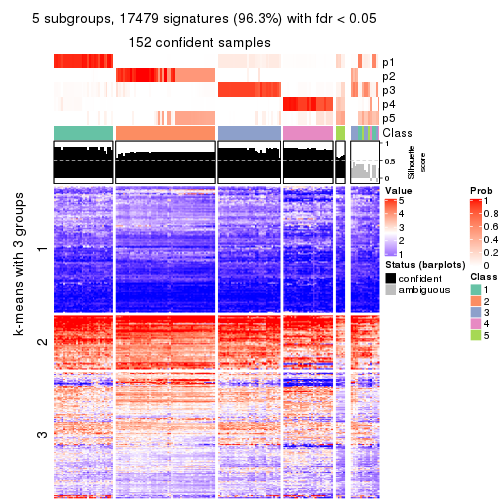 5 subgroups, 17479 signatures (96.3%) with fdr < 0.05
152 confident samples
p1
p2
p3
p4
p5
Class
1
0.5
0
Silhouette
score
k-means with 3 groups
1
2
3
Value
5
4
3
2
1
Status (barplots)
confident
ambiguous
Prob
1
0.8
0.6
0.4
0.2
0
Class
1
2
3
4
5